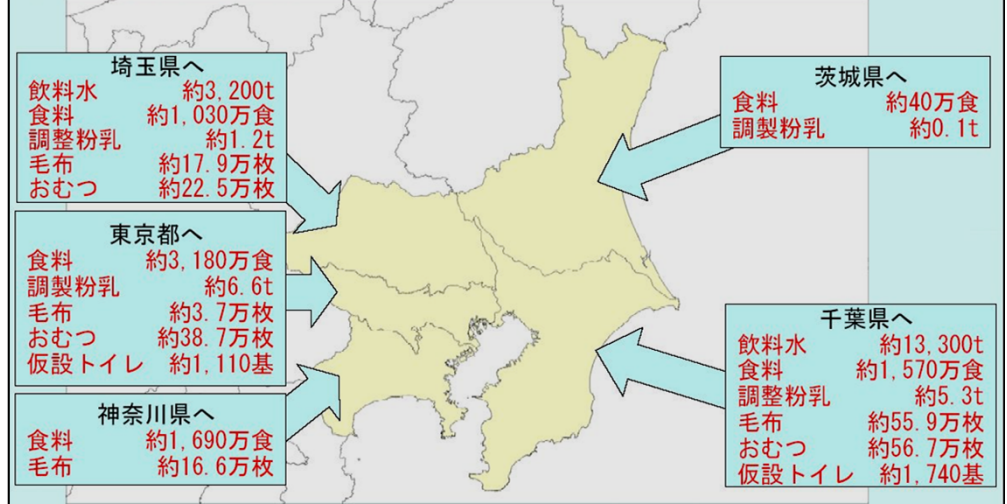 埼玉県へ
飲料水 約3,200t
食料 約1,030万食
調整粉乳 約1.2t
毛布 約17.9万枚
おむつ 約22.5万枚
東京都へ
食料 約3,180万食
調製粉乳 約6.6t
毛布 約3.7万枚
おむつ 約38.7万枚
仮設トイレ 約1,110基
神奈川県へ
食料 約1,690万食
毛布 約16.6万枚
茨城県へ
食料 約40万食
調製粉乳 約0.1t
千葉県へ
飲料水 約13,300t
食料 約1,570万食
調整粉乳 約5.3t
毛布 約55.9万枚
おむつ 約56.7万枚
仮設トイレ 約1,740基